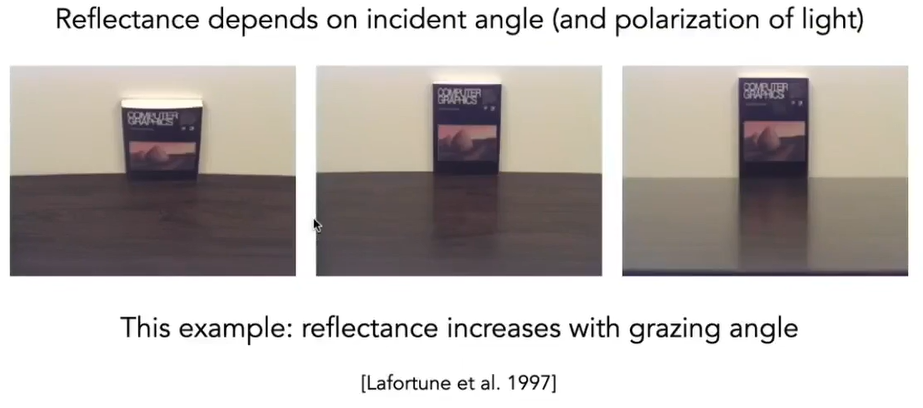 Reflectance depends on incident angle (and polarization of light)
COMPUTER
GRAPHICS
COMPUTER
GRAPHICS
COMPUTER
GRAPHICS
This example: reflectance increases with grazing angle
[Lafortune et al. 1997]